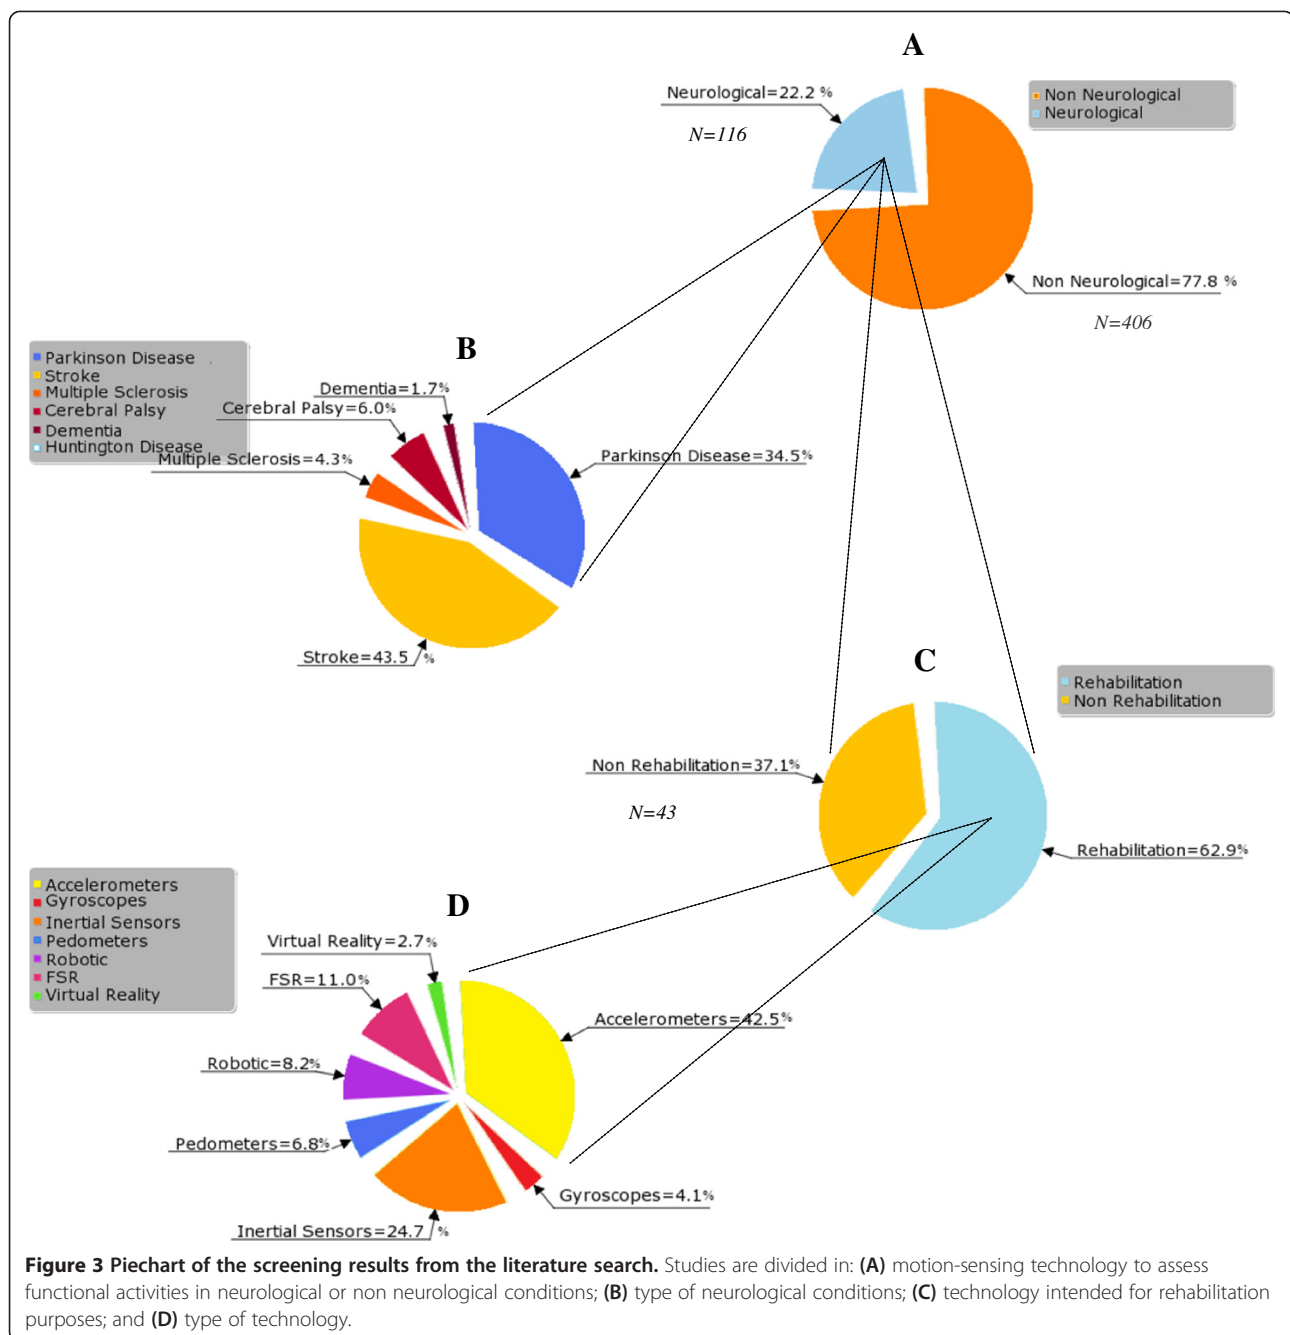 A
Neurological=22.2 %
N=116
Non Neurological
Neurological
Non Neurological=77.8 %
N=406
B
Parkinson Disease
Stroke
Multiple Sclerosis
Cerebral Palsy
Dementia
Huntington Disease
Dementia=1.7%
Cerebral Palsy=6.0%
Multiple Sclerosis=4.3%
Parkinson Disease=34.5%
Stroke=43.5 %
C
Rehabilitation
Non Rehabilitation
Non Rehabilitation=37.1%
N=43
Rehabilitation=62.9%
D
Accelerometers
Gyroscopes
Inertial Sensors
Pedometers
Robotic
FSR
Virtual Reality
Virtual Reality=2.7%
FSR=11.0%
Accelerometers=42.5%
Robotic=8.2%
Pedometers=6.8%
Gyroscopes=4.1%
Inertial Sensors=24.7 %
Figure 3 Piechart of the screening results from the literature search. Studies are divided in: (A) motion-sensing technology to assess
functional activities in neurological or non neurological conditions; (B) type of neurological conditions; (C) technology intended for rehabilitation
purposes; and (D) type of technology.